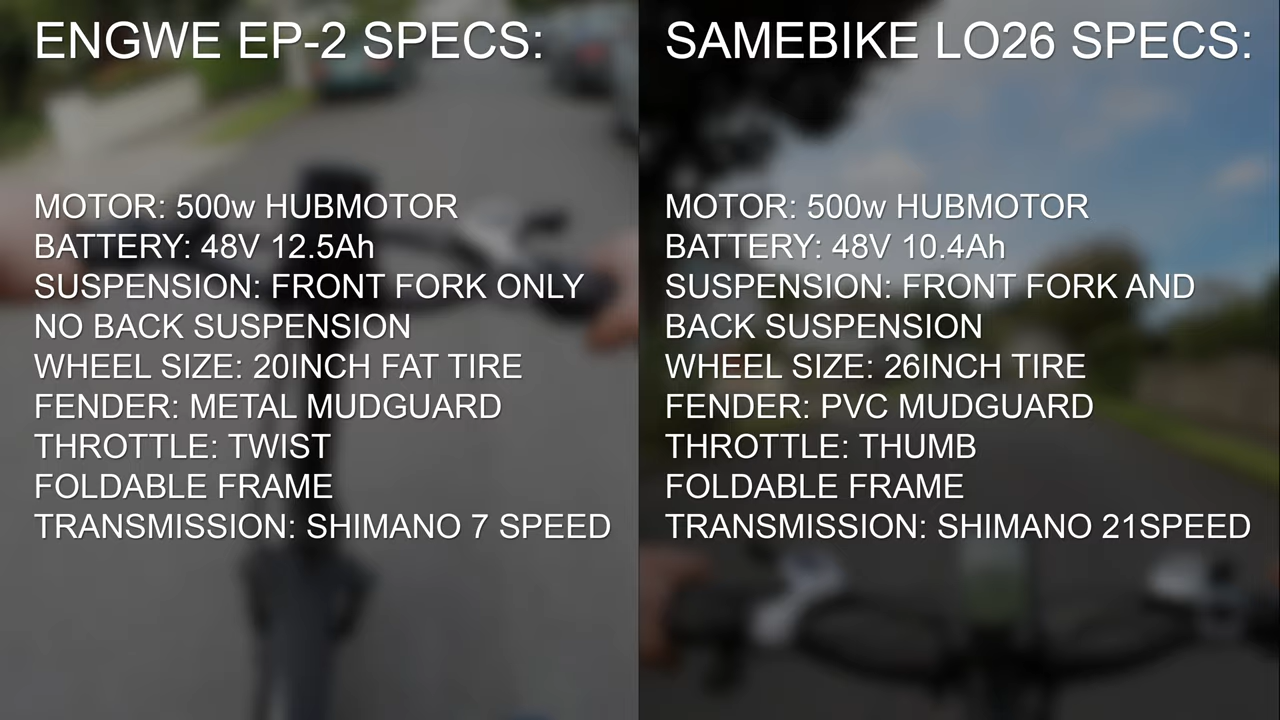 ENGWE EP-2 SPECS:
MOTOR: 500w HUBMOTOR
BATTERY: 48V 12.5Ah
SUSPENSION: FRONT FORK ONLY
NO BACK SUSPENSION
WHEEL SIZE: 20INCH FAT TIRE
FENDER: METAL MUDGUARD
THROTTLE: TWIST
FOLDABLE FRAME
TRANSMISSION: SHIMANO 7 SPEED
SAMEBIKE LO26 SPECS:
MOTOR: 500w HUBMOTOR
BATTERY: 48V 10.4Ah
SUSPENSION: FRONT FORK AND
BACK SUSPENSION
WHEEL SIZE: 26INCH TIRE
FENDER: PVC MUDGUARD
THROTTLE: THUMB
FOLDABLE FRAME
TRANSMISSION: SHIMANO 21SPEED